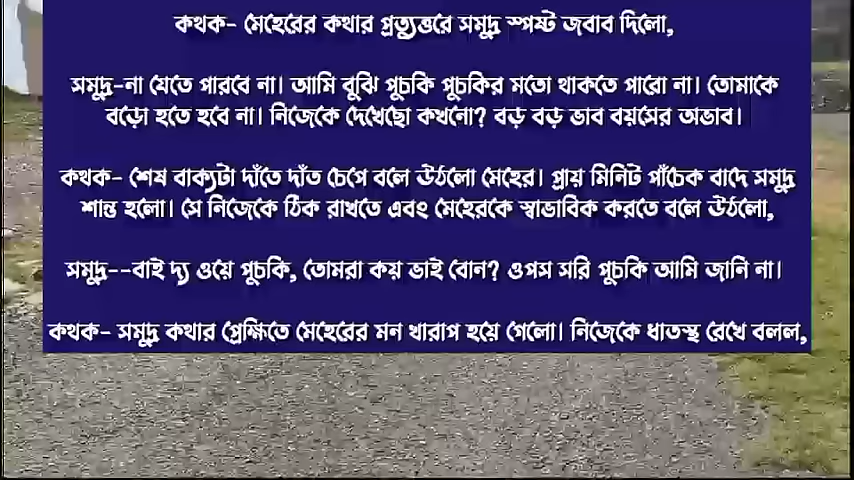 কথক- মেহেরের কথার প্রত্যুত্তরে সমুদ্র স্পষ্ট জবাব দিলো,
সমুদ্র-না যেতে পারবে না। আমি বুঝি পুচকি পুচকির মতো থাকতে পারো না। তোমাকে
বড়ো হতে হবে না। নিজেকে দেখেছো কখনো? বড় বড় ভাব বয়সের অভাব।
কথক- শেষ বাক্যটা দাঁতে দাঁত চেপে বলে উঠলো মেহের। প্রায় মিনিট পাঁচেক বাদে সমুদ্র
শান্ত হলো। সে নিজেকে ঠিক রাখতে এবং মেহেরকে স্বাভাবিক করতে বলে উঠলো,
সমুদ্র--বাই দ্য ওয়ে পুচকি, তোমরা কয় ভাই বোন? ওপস সরি পুচকি আমি জানি না।
কথক- সমুদ্র কথার প্রেক্ষিতে মেহেরের মন খারাপ হয়ে গেলো। নিজেকে ধাতস্থ রেখে বলল,